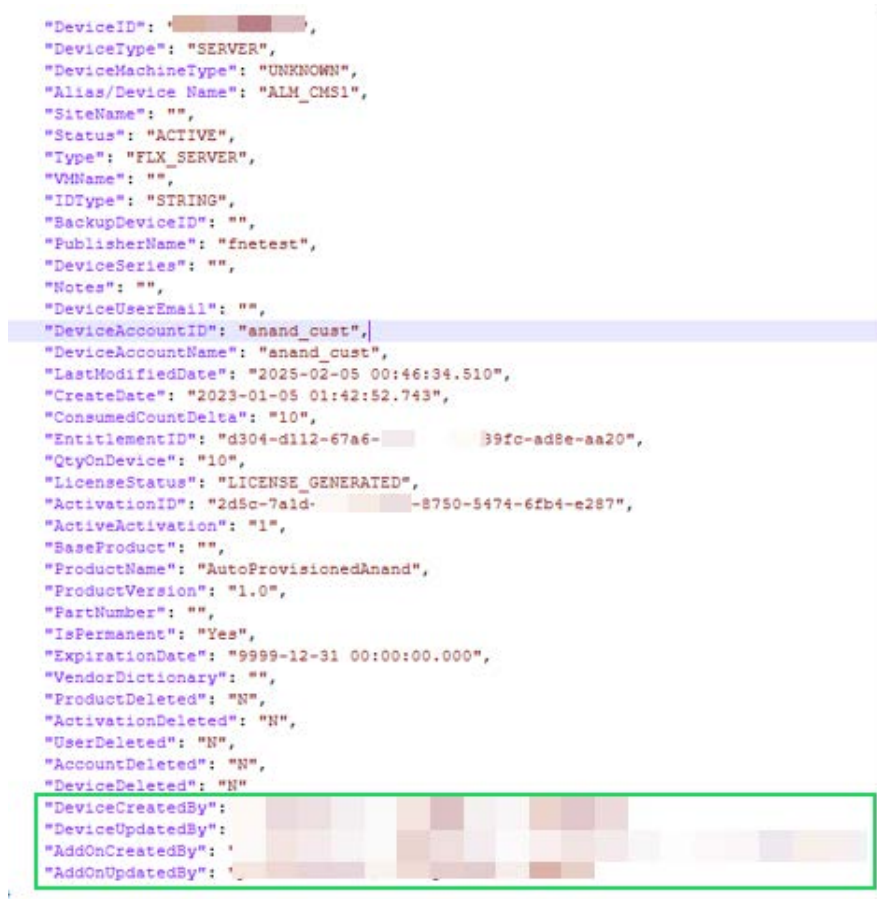 "DeviceID": "
"DeviceType": "SERVER",
"DeviceMachineType": "UNKNOWN",
"Alias/Device Name": "ALM_CMS1",
"SiteName": "",
"Status": "ACTIVE",
"Type": "FLX_SERVER",
"VMName": "",
"IDType": "STRING",
"BackupDeviceID": "",
"PublisherName": "fnetest",
"DeviceSeries": "",
"Notes": "",
"DeviceUserEmail": "",
"DeviceAccountID": "anand_cust",
"DeviceAccountName": "anand_cust",
"LastModifiedDate": "2025-02-05 00:46:34.510",
"CreateDate": "2023-01-05 01:42:52.743",
"ConsumedCountDelta": "10",
"EntitlementID": "d304-d112-67a6- 39fc-ad8e-aa20",
"QtyOnDevice": "10",
"LicenseStatus": "LICENSE_GENERATED",
"ActivationID": "2d5c-7a1d- -8750-5474-6fb4-e287",
"ActiveActivation": "1",
"BaseProduct": "",
"ProductName": "AutoProvisionedAnand",
"ProductVersion": "1.0",
"PartNumber": "",
"IsPermanent": "Yes",
"ExpirationDate": "9999-12-31 00:00:00.000",
"VendorDictionary": "",
"ProductDeleted": "N",
"ActivationDeleted": "N",
"UserDeleted": "N",
"AccountDeleted": "N",
"DeviceDeleted": "N"
"DeviceCreatedBy":
"DeviceUpdatedBy":
"AddOnCreatedBy": "
"AddOnUpdatedBy": "